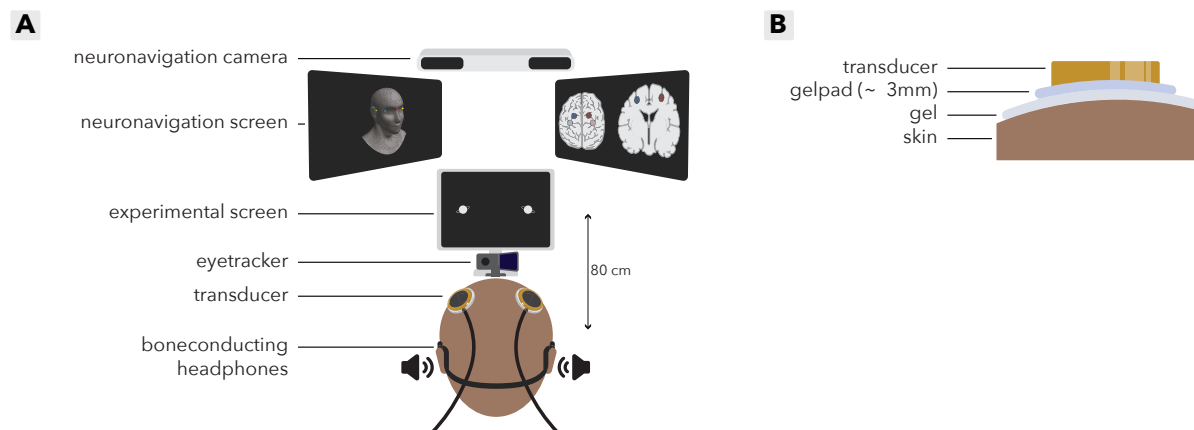 A
neuronavigation camera
neuronavigation screen
experimental screen
eyetracker
transducer
boneconducting
headphones
80 cm
B
transducer
gelpad (~ 3mm)
gel
skin